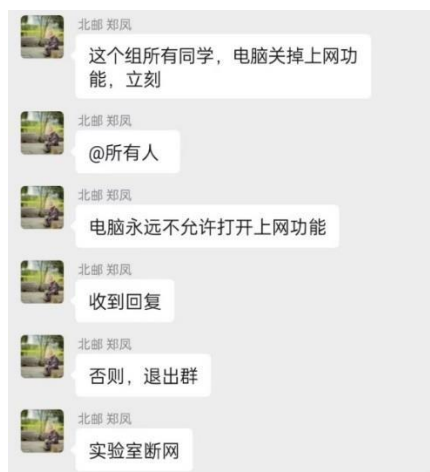 北邮 郑凤
这个组所有同学，电脑关掉上网功
能，立刻
北邮 郑凤
@所有人
北邮 郑凤
电脑永远不允许打开上网功能
北邮 郑凤
收到回复
北邮 郑凤
否则，退出群
北邮 郑凤
实验室断网